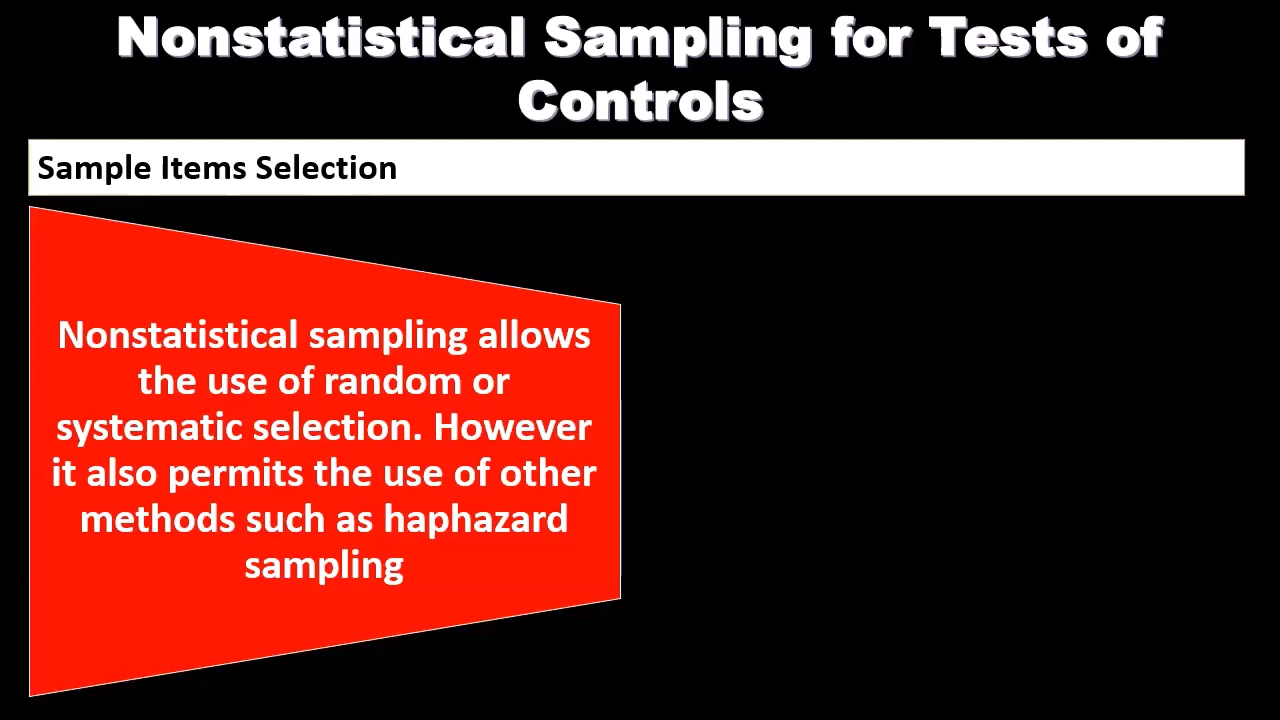 Nonstatistical Sampling for Tests of
Controls
Sample Items Selection
Nonstatistical sampling allows
the use of random or
systematic selection. However
it also permits the use of other
methods such as haphazard
sampling